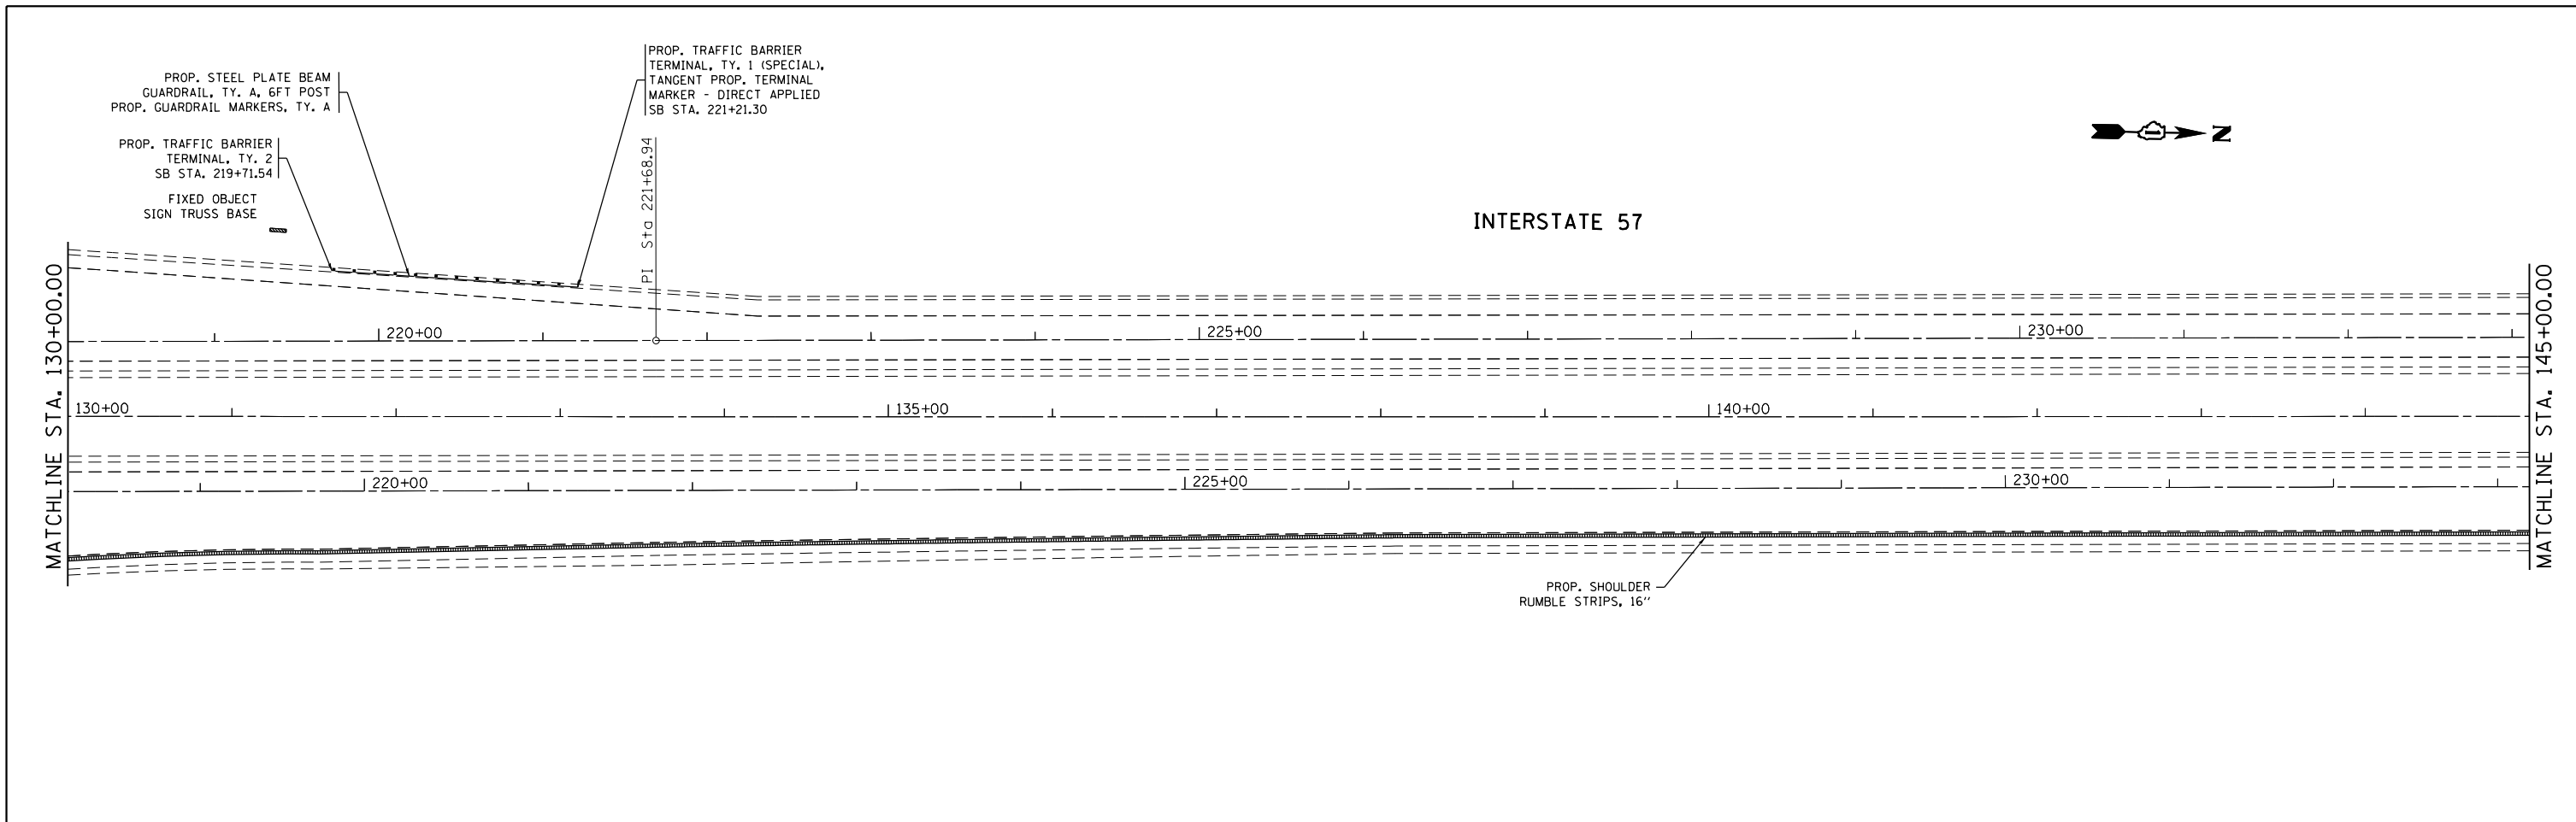 PROP. TRAFFIC BARRIER
TERMINAL, TY. 1 (SPECIAL),
TANGENT PROP. TERMINAL
MARKER - DIRECT APPLIED
SB STA. 221+21.30
PROP. STEEL PLATE BEAM
GUARDRAIL, TY. A, 6FT POST
PROP. GUARDRAIL MARKERS, TY. A
PROP. TRAFFIC BARRIER
TERMINAL, TY. 2
SB STA. 219+71.54
FIXED OBJECT
SIGN TRUSS BASE
PI Sta 221+68.94
N
INTERSTATE 57
MATCHLINE STA. 130+00.00
220+00
225+00
230+00
130+00
135+00
140+00
220+00
225+00
230+00
PROP. SHOULDER
RUMBLE STRIPS, 16"
MATCHLINE STA. 145+00.00